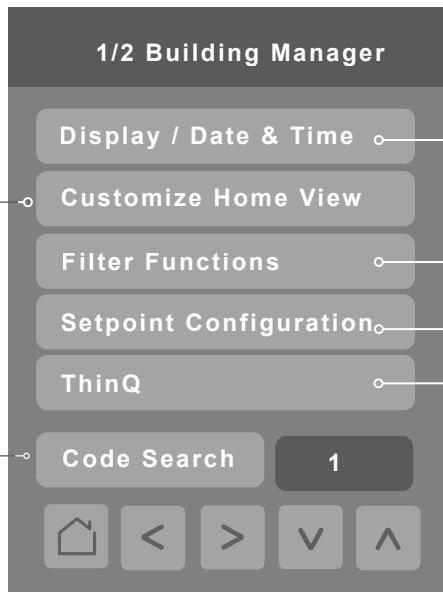 1/2 Building Manager
Display / Date & Time
Customize Home View
Filter Functions
Setpoint Configuration
ThinQ
Code Search 1
< > V Λ